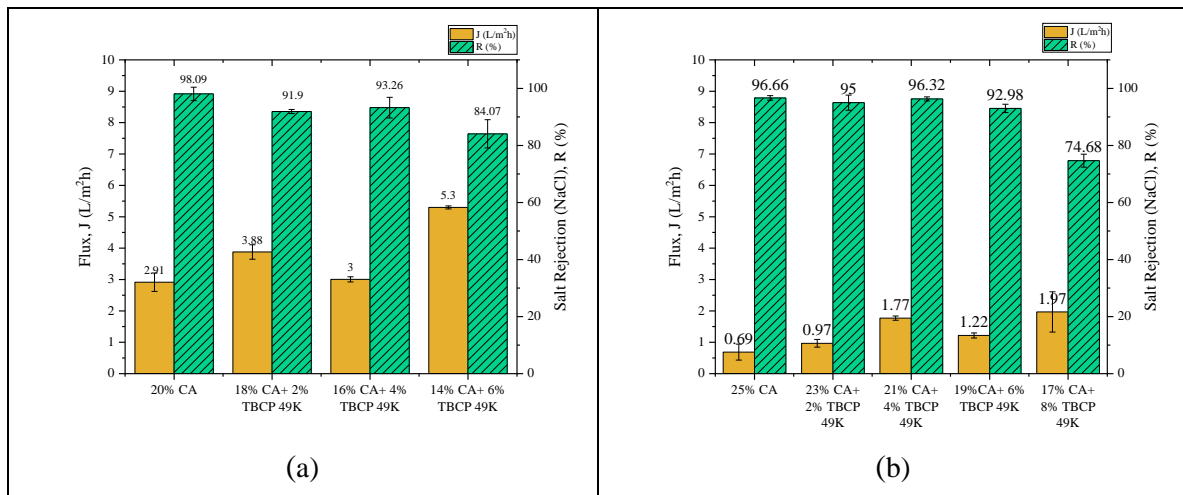 J (L/m²h)
R (%)
10
9
8
7
6
5
4
3
2
1
0
Flux, J (L/m²h)
98.09
91.9
93.26
84.07
2.91
3.88
3
5.3
100
80
60
40
20
0
Salt Rejection (NaCl), R (%)
20% CA
18% CA+ 2%
TBCP 49K
16% CA+ 4%
TBCP 49K
14% CA+ 6%
TBCP 49K
(a)
J (L/m²h)
R (%)
10
9
8
7
6
5
4
3
2
1
0
Flux, J (L/m²h)
96.66
95
96.32
92.98
74.68
0.69
0.97
1.77
1.22
1.97
100
80
60
40
20
0
Salt Rejection (NaCl), R (%)
25% CA
23% CA+
2% TBCP
49K
21% CA+
4% TBCP
49K
19%CA+ 6%
TBCP 49K
17% CA+
8% TBCP
49K
(b)